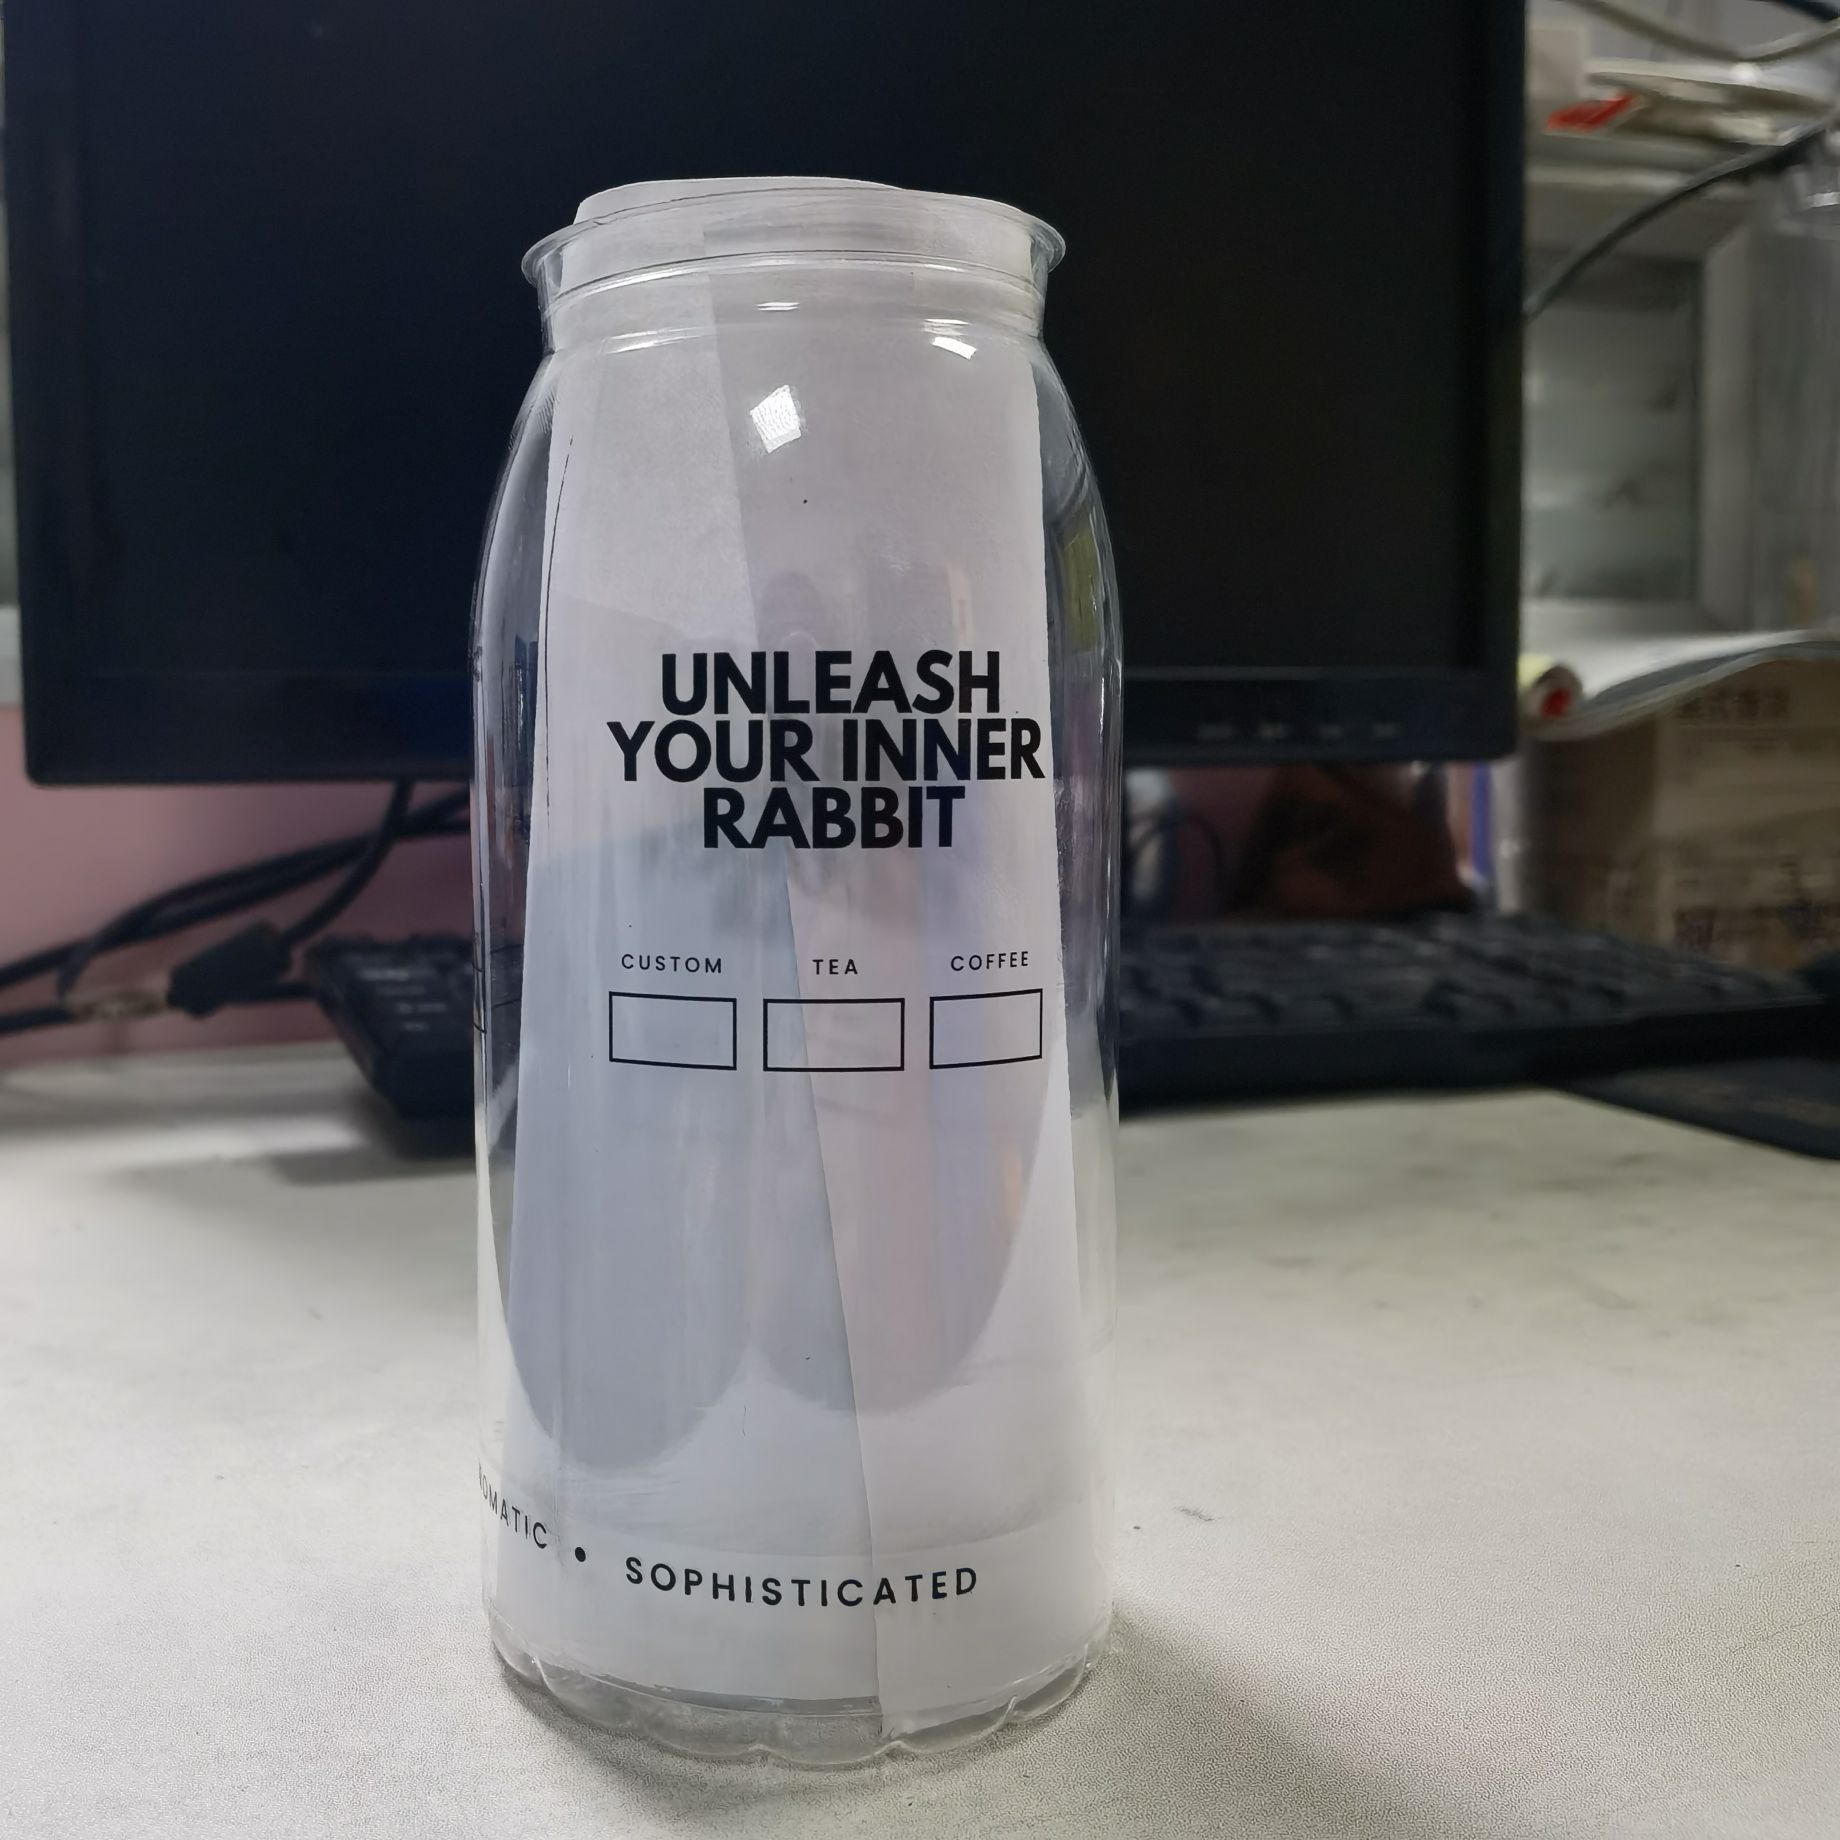 UNLEASH
YOUR INNER
RABBIT
CUSTOM TEA COFFEE
• SOPHISTICATED